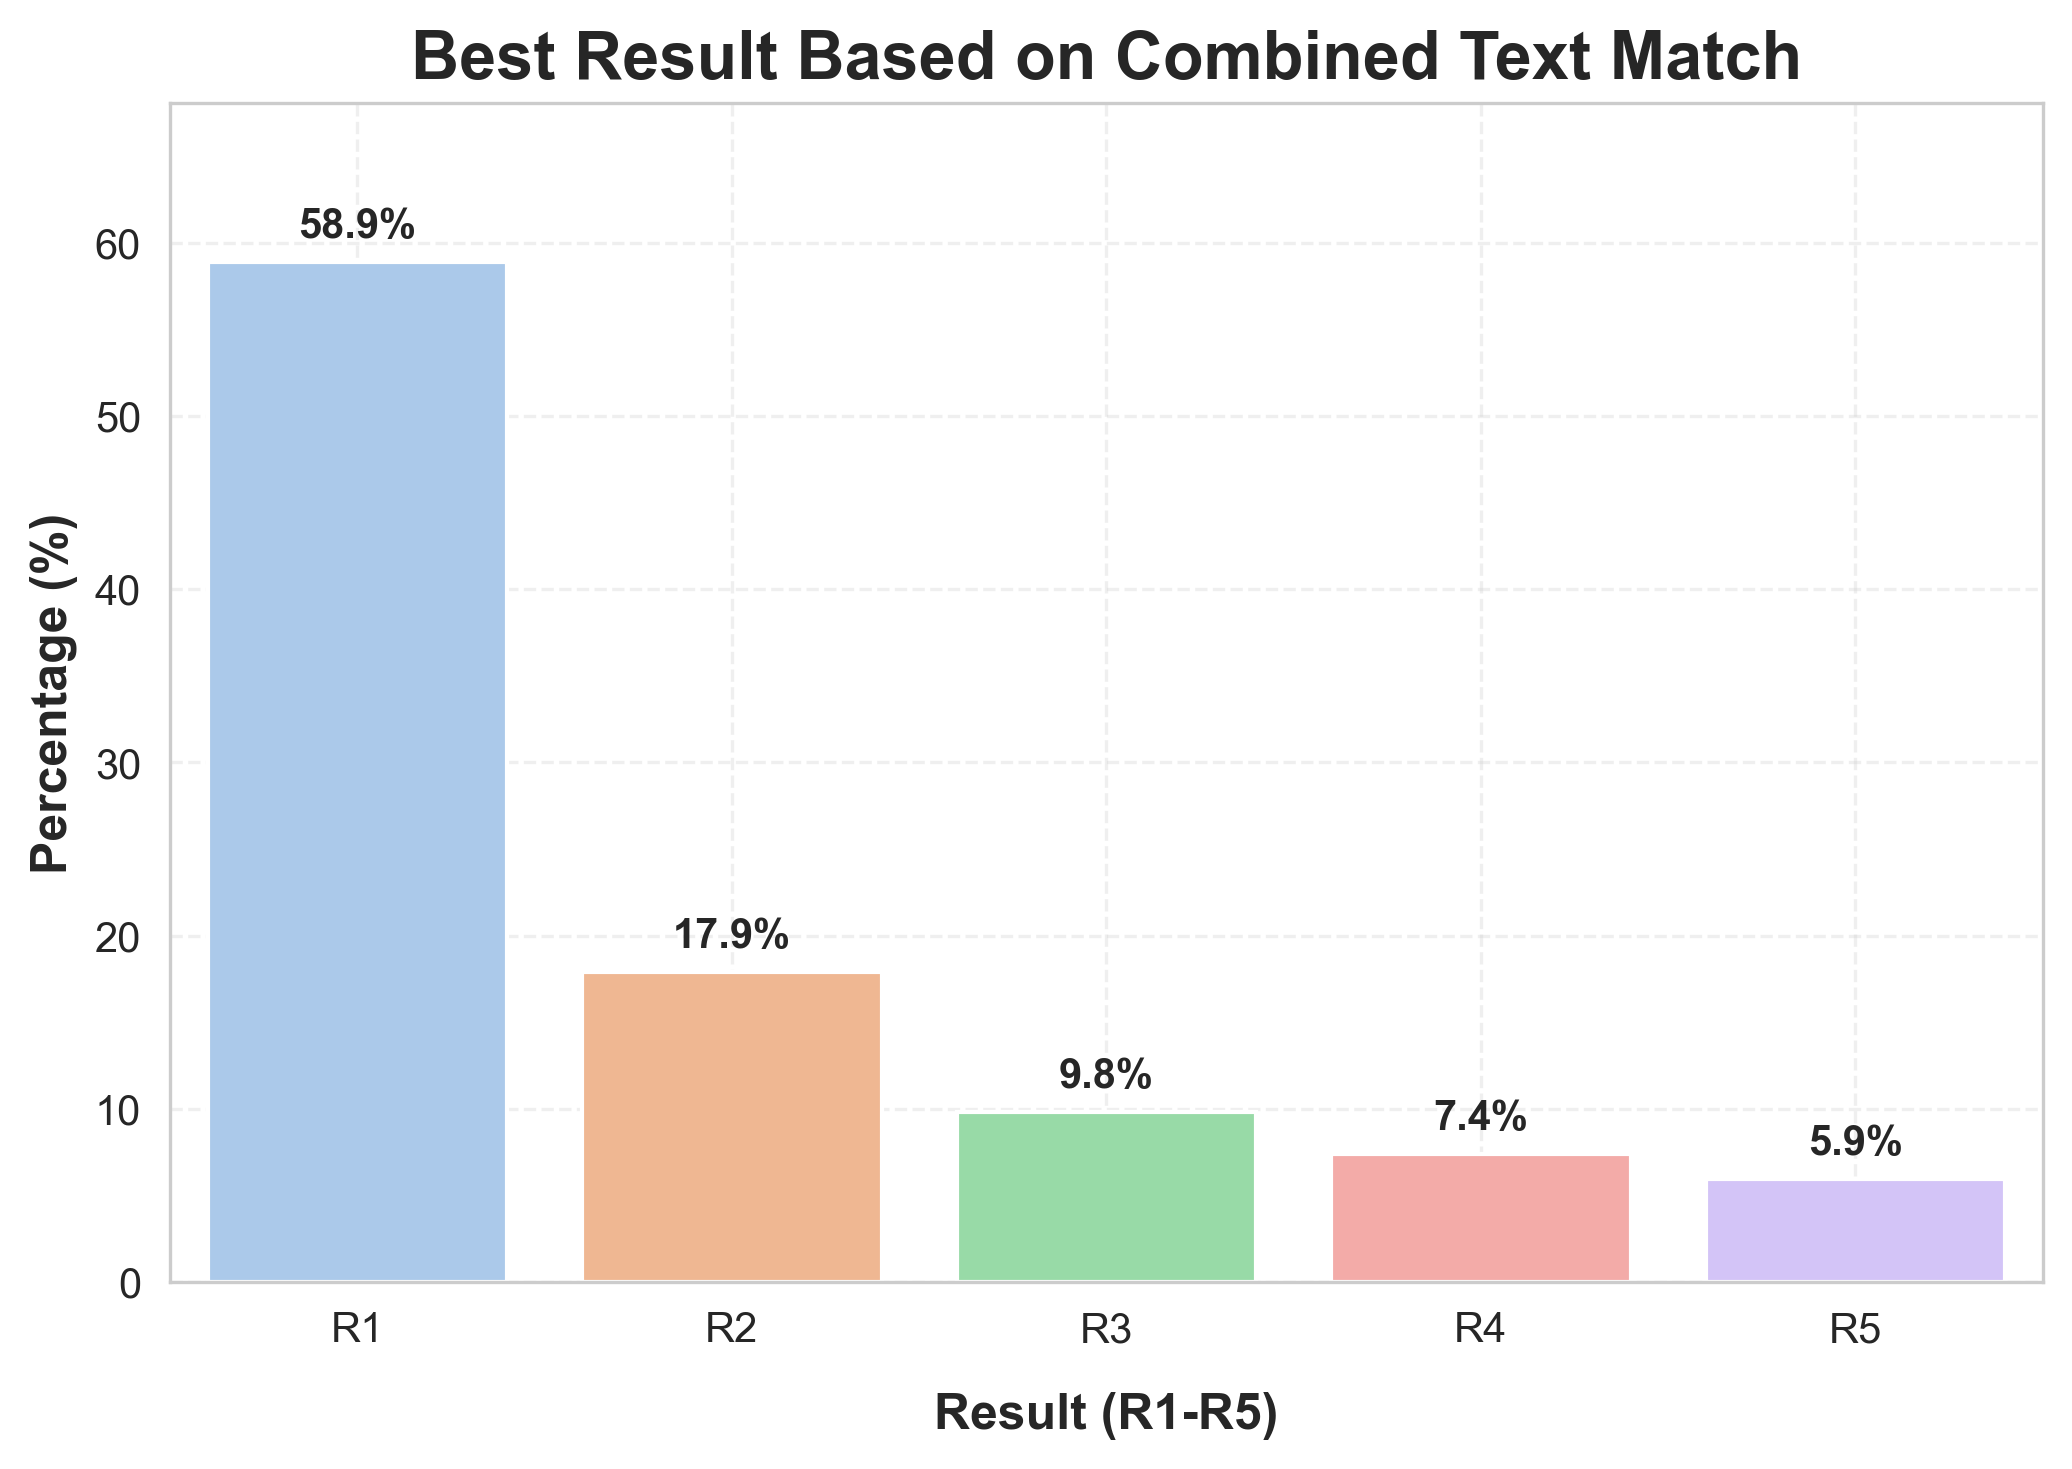 Best Result Based on Combined Text Match
Percentage (%)
60
50
40
30
20
10
0
58.9%
17.9%
9.8%
7.4%
5.9%
R1
R2
R3
R4
R5
Result (R1-R5)